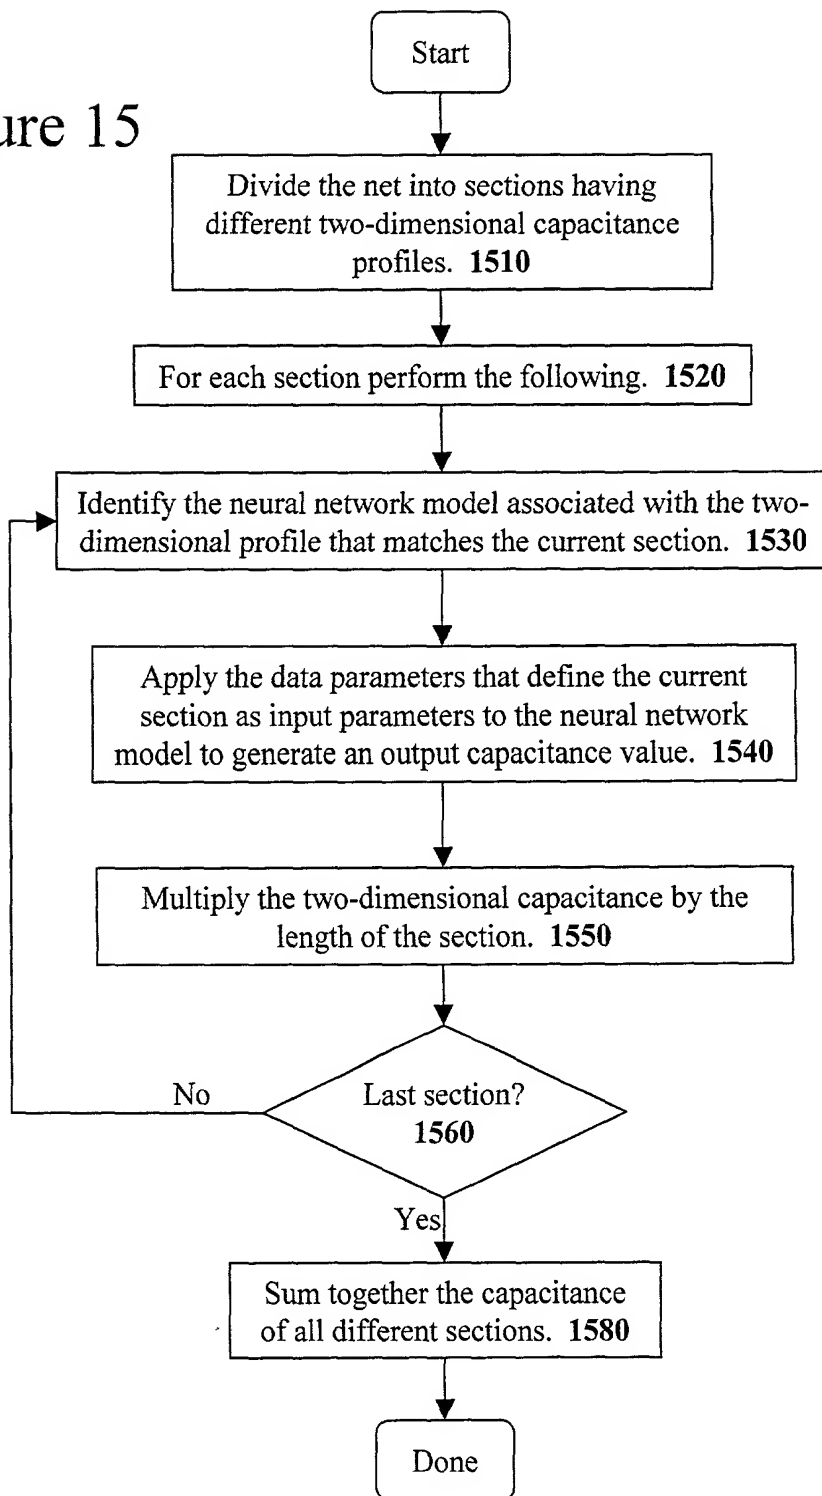 Start
ure 15
Divide the net into sections having
different two-dimensional capacitance
profiles. 1510
For each section perform the following. 1520
Identify the neural network model associated with the two-
dimensional profile that matches the current section. 1530
Apply the data parameters that define the current
section as input parameters to the neural network
model to generate an output capacitance value. 1540
Multiply the two-dimensional capacitance by the
length of the section. 1550
Last section?
1560
No
Yes
Sum together the capacitance
of all different sections. 1580
Done